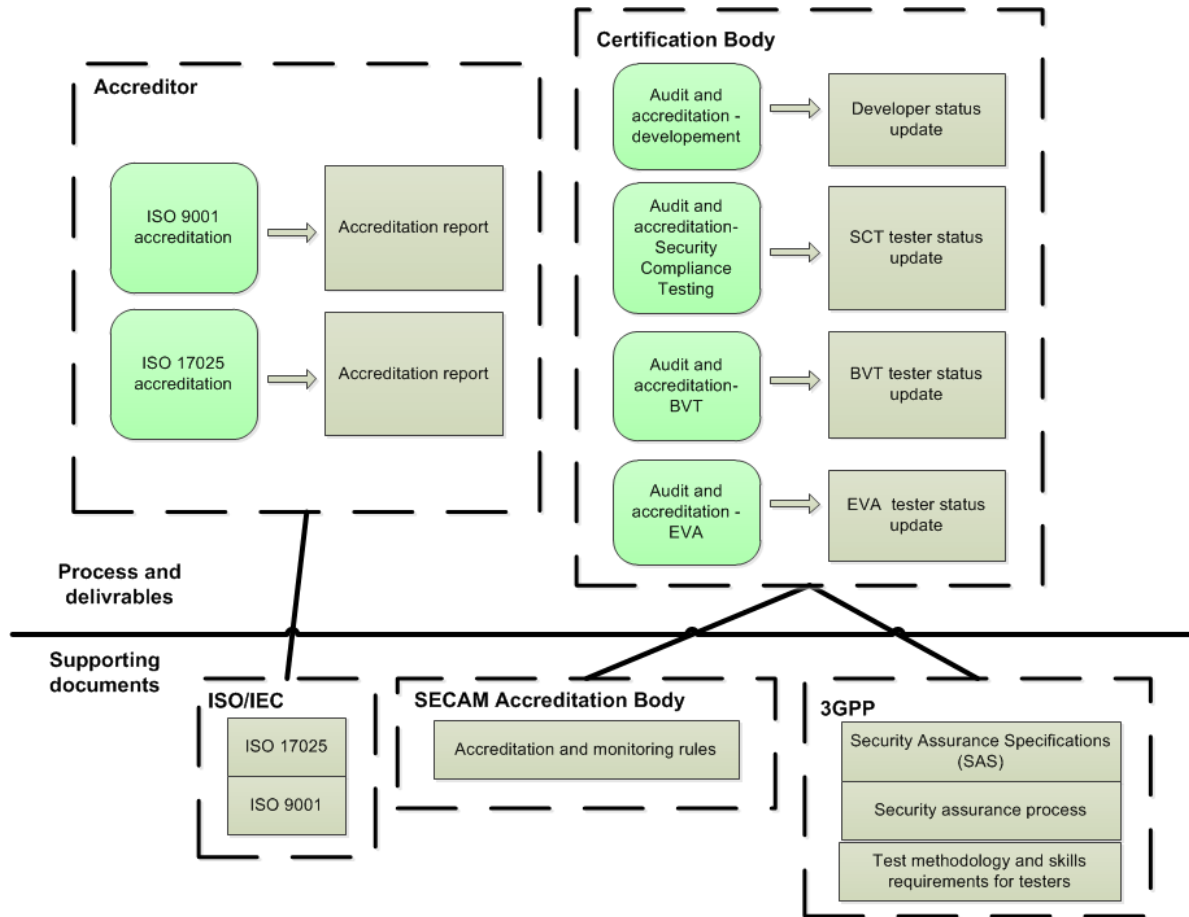 Accreditor
ISO 9001
accreditation
Accreditation report
ISO 17025
accreditation
Accreditation report
Certification Body
Audit and
accreditation -
developement
Developer status
update
Audit and
accreditation-
Security
Compliance
Testing
SCT tester status
update
Audit and
accreditation-
BVT
BVT tester status
update
Audit and
accreditation -
EVA
EVA tester status
update
Process and
delivrables
Supporting
documents
ISO/IEC
ISO 17025
ISO 9001
SECAM Accreditation Body
Accreditation and monitoring rules
3GPP
Security Assurance Specifications
(SAS)
Security assurance process
Test methodology and skills
requirements for testers